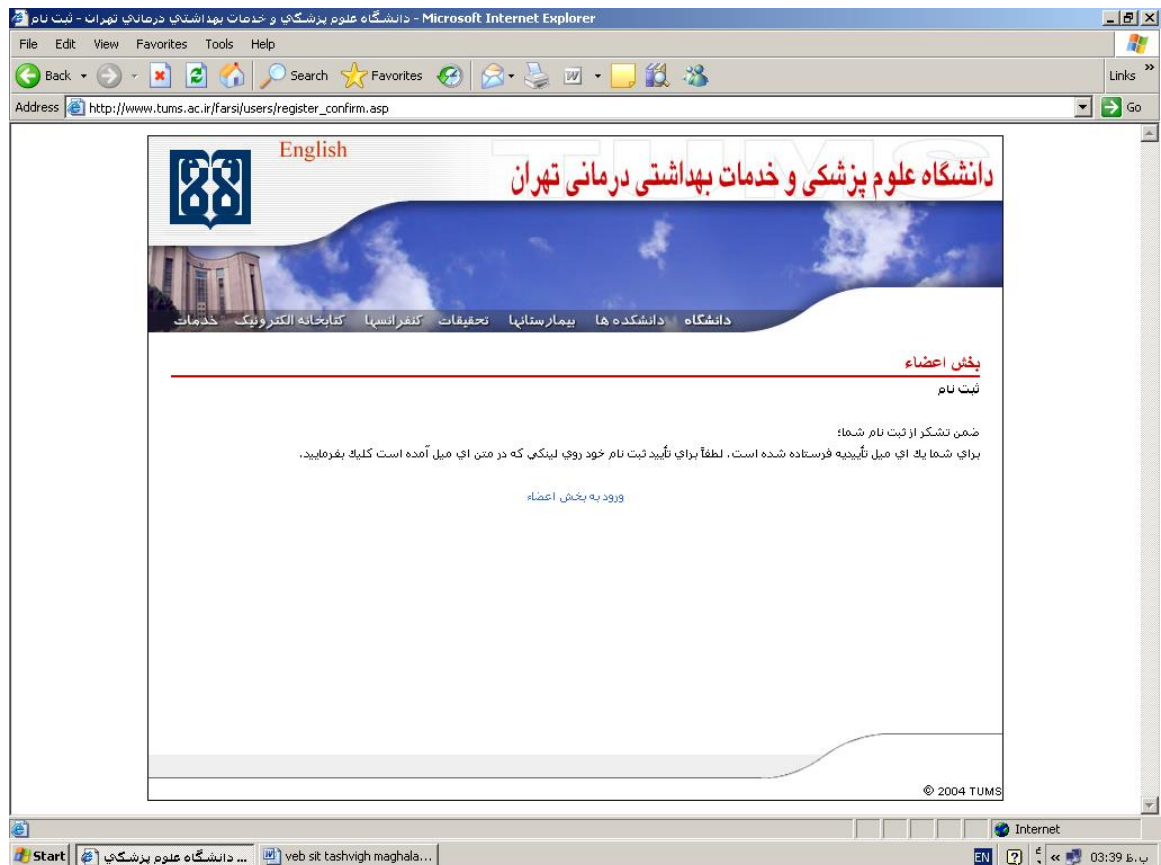 دانشگاه علوم پزشكي و خدمات بهداشتي درماني تهران - ثبت نام - Microsoft Internet Explorer
File Edit View Favorites Tools Help
Back Search Favorites Links
Address http://www.tums.ac.ir/farsi/users/register_confirm.asp Go
English
TUMS
دانشگاه علوم پزشکی و خدمات بهداشتی درمانی تهران
دانشگاه دانشکده ها بیمارستانها تحقیقات کنفرانسها کتابخانه الکترونیک خدمات
بخش اعضاء
ثبت نام
ضمن تشكر از ثبت نام شما؛
براي شما يك اي ميل تأييديه فرستاده شده است. لطفاً براي تأييد ثبت نام خود روي لينكي كه در متن اي ميل آمده است كليك بفرماييد.
ورود به بخش اعضاء
© 2004 TUMS
Internet
Start دانشگاه علوم پزشكي ... veb sit tashvigh maghala... EN 03:39 ب.ظ